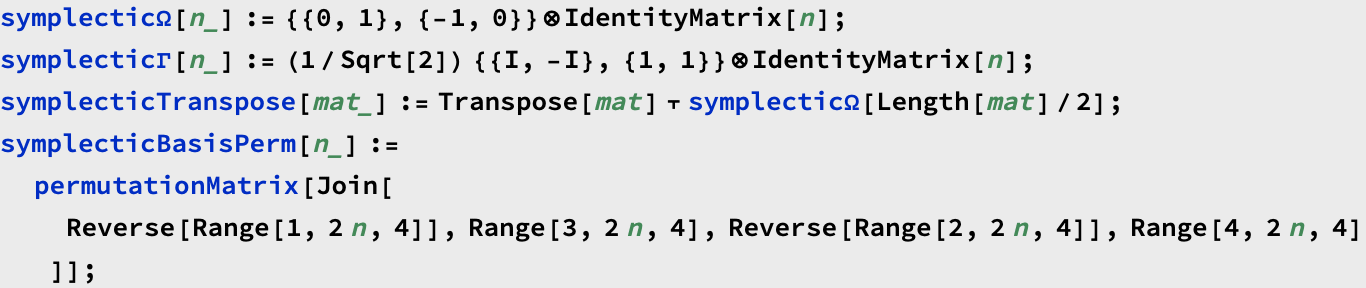 symplecticΩ[n_] := {{0, 1}, {-1, 0}}⊗IdentityMatrix[n];
symplecticΓ[n_] := (1/Sqrt[2]) {{I, -I}, {1, 1}}⊗IdentityMatrix[n];
symplecticTranspose[mat_] := Transpose[mat] ⊤ symplecticΩ[Length[mat]/2];
symplecticBasisPerm[n_] :=
permutationMatrix[Join[
Reverse[Range[1, 2 n, 4]], Range[3, 2 n, 4], Reverse[Range[2, 2 n, 4]], Range[4, 2 n, 4]
]];